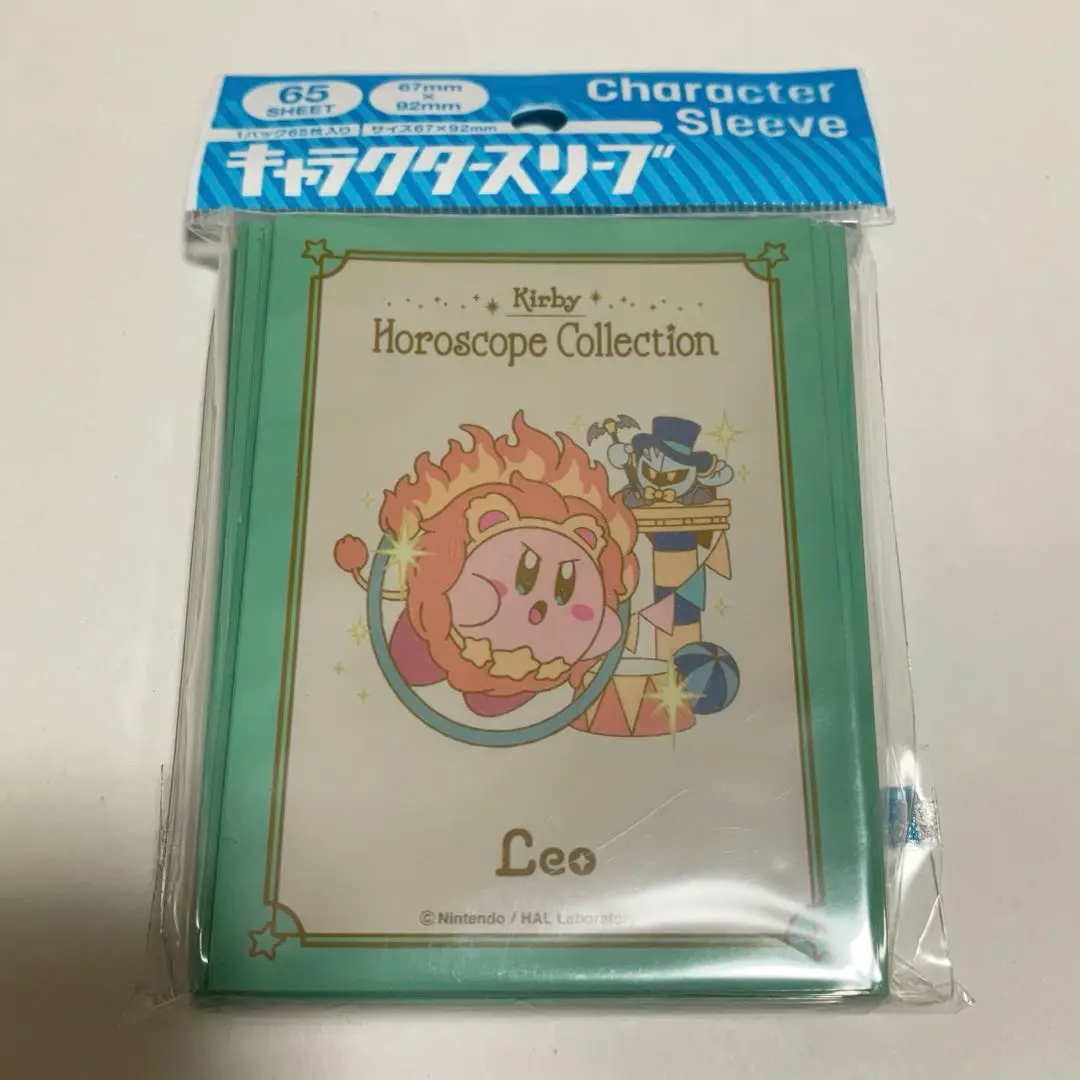 65
SHEET
67mm
×
92mm
Character
Sleeve
1パック65枚入り
サイズ67×92mm
キャラクタースリーブ
Kirby
Horoscope Collection
Leo
©Nintendo / HAL Laboratory